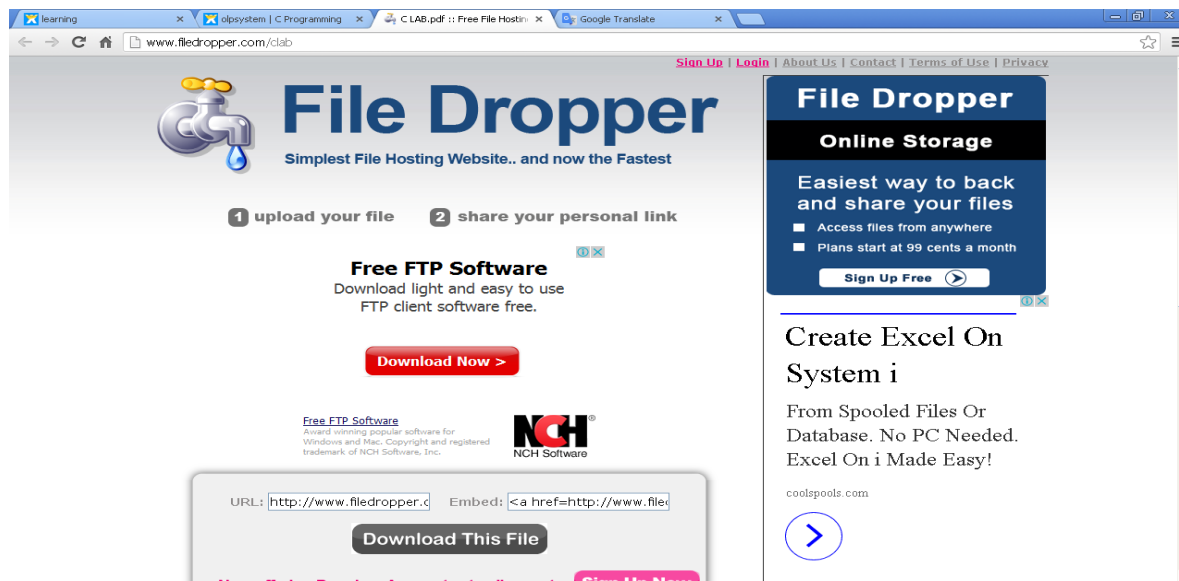 learning
olpsystem | C Programming
C LAB.pdf :: Free File Hostin
Google Translate
www.filedropper.com/clab
Sign Up | Login | About Us | Contact | Terms of Use | Privacy
File Dropper
Simplest File Hosting Website.. and now the Fastest
1 upload your file 2 share your personal link
Free FTP Software
Download light and easy to use
FTP client software free.
Download Now >
Free FTP Software
Award winning popular software for
Windows and Mac. Copyright and registered
trademark of NCH Software, Inc.
NCH®
NCH Software
URL: http://www.filedropper.c Embed: <a href=http://www.filed
Download This File
Sign Up Now
File Dropper
Online Storage
Easiest way to back
and share your files
Access files from anywhere
Plans start at 99 cents a month
Sign Up Free
Create Excel On
System i
From Spooled Files Or
Database. No PC Needed.
Excel On i Made Easy!
coolspools.com